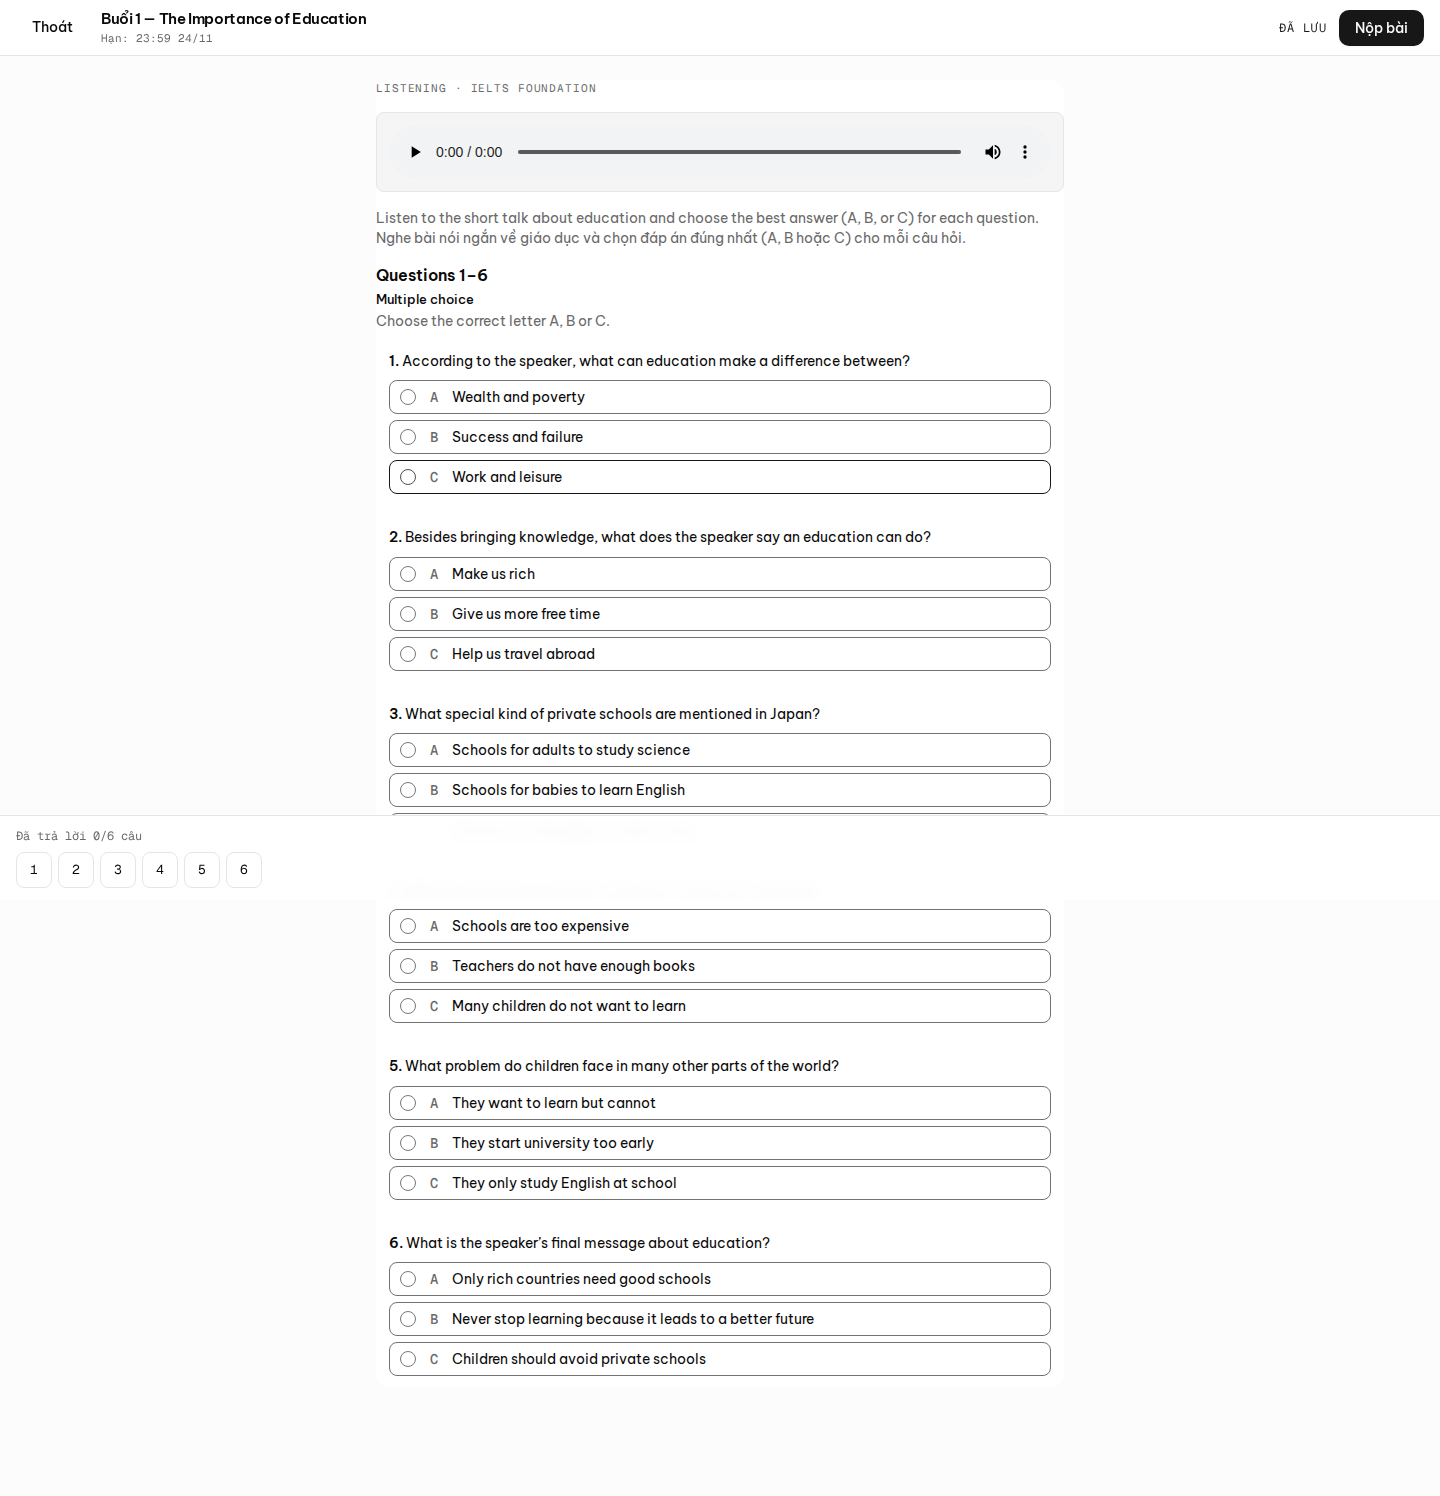 Thoát
Buổi 1 — The Importance of Education
Hạn: 23:59 24/11
ĐÃ LƯU
Nộp bài
LISTENING · IELTS FOUNDATION
0:00 / 0:00
Listen to the short talk about education and choose the best answer (A, B, or C) for each question.
Nghe bài nói ngắn về giáo dục và chọn đáp án đúng nhất (A, B hoặc C) cho mỗi câu hỏi.
Questions 1–6
Multiple choice
Choose the correct letter A, B or C.
1. According to the speaker, what can education make a difference between?
A Wealth and poverty
B Success and failure
C Work and leisure
2. Besides bringing knowledge, what does the speaker say an education can do?
A Make us rich
B Give us more free time
C Help us travel abroad
3. What special kind of private schools are mentioned in Japan?
A Schools for adults to study science
B Schools for babies to learn English
Đã trả lời 0/6 câu
1 2 3 4 5 6
A Schools are too expensive
B Teachers do not have enough books
C Many children do not want to learn
5. What problem do children face in many other parts of the world?
A They want to learn but cannot
B They start university too early
C They only study English at school
6. What is the speaker's final message about education?
A Only rich countries need good schools
B Never stop learning because it leads to a better future
C Children should avoid private schools